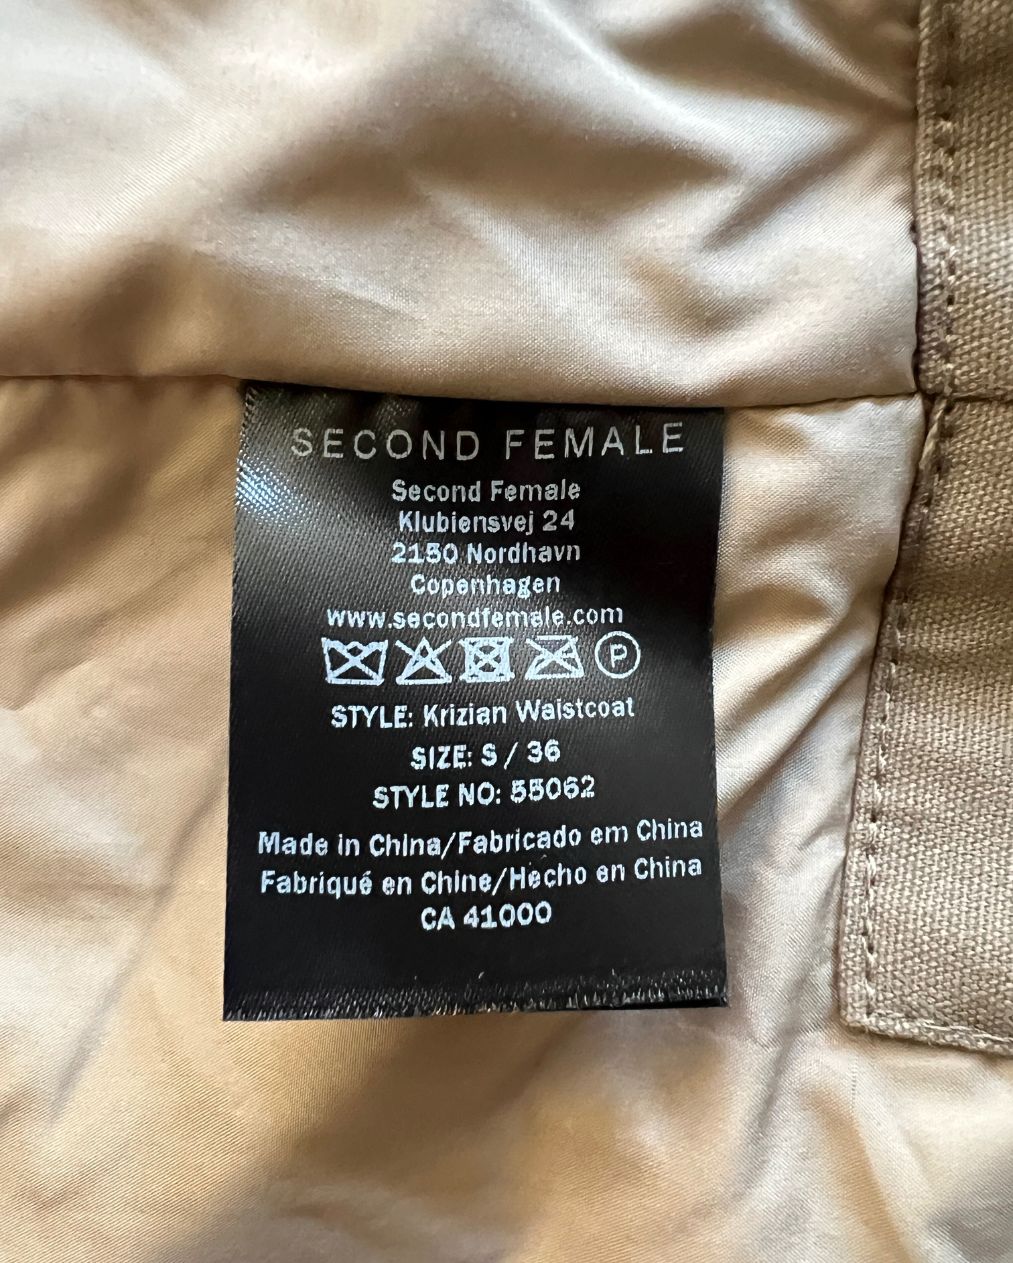 SECOND FEMALE
Second Female
Klubiensvej 24
2150 Nordhavn
Copenhagen
www.secondfemale.com
P
STYLE: Krizian Waistcoat
SIZE: S / 36
STYLE NO: 55062
Made in China/Fabricado em China
Fabriqué en Chine/Hecho en China
CA 41000